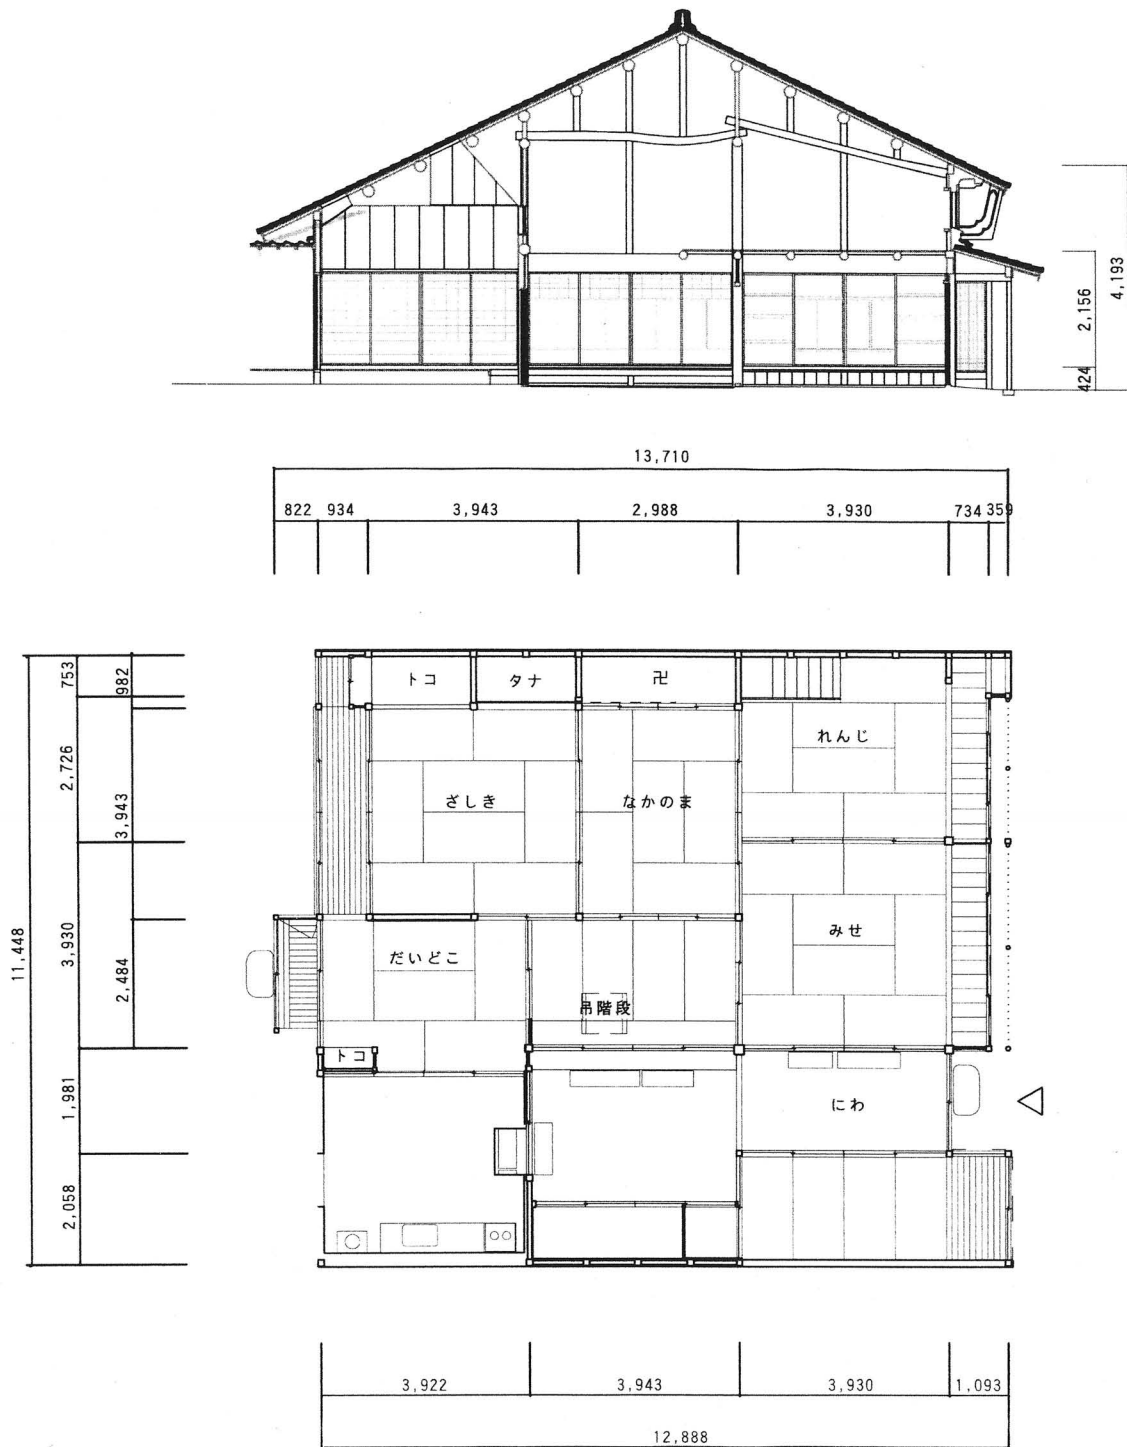 4,193
2,156
424
13,710
822 934 3,943 2,988 3,930 734 359
753
982
トコ
タナ
卍
れんじ
2,726
3,943
ざしき
なかのま
11,448
3,930
2,484
だいどこ
みせ
吊階段
トコ
1,981
にわ
2,058
3,922 3,943 3,930 1,093
12,888